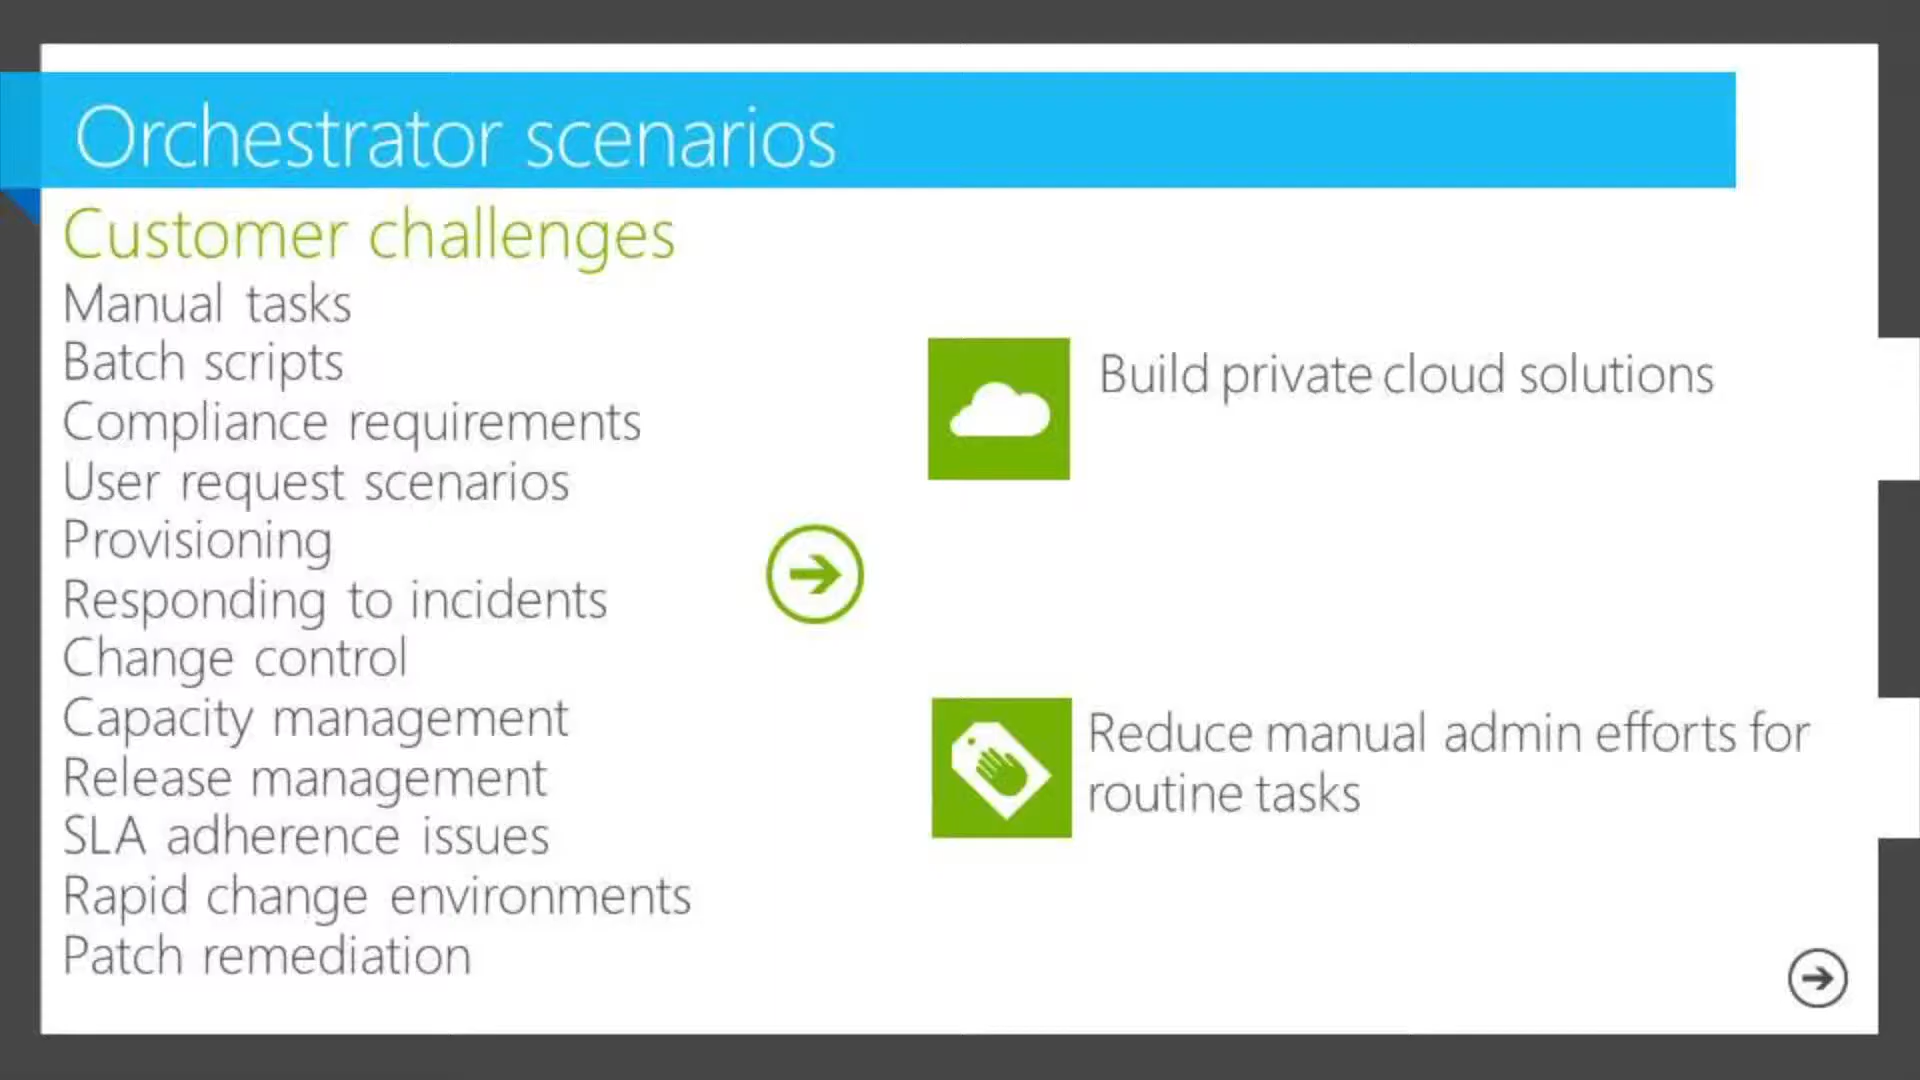 Orchestrator scenarios
Customer challenges
Manual tasks
Batch scripts
Compliance requirements
User request scenarios
Provisioning
Responding to incidents
Change control
Capacity management
Release management
SLA adherence issues
Rapid change environments
Patch remediation
Build private cloud solutions
Reduce manual admin efforts for
routine tasks